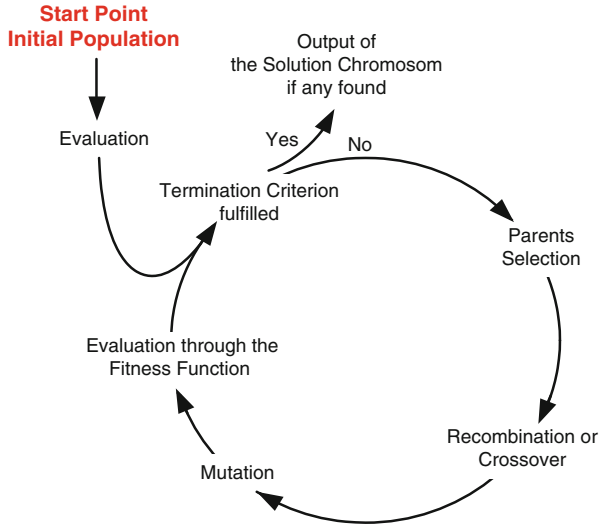 Start Point
Initial Population
Output of
the Solution Chromosom
if any found
Evaluation
Yes
No
Termination Criterion
fulfilled
Parents
Selection
Evaluation through the
Fitness Function
Recombination or
Crossover
Mutation